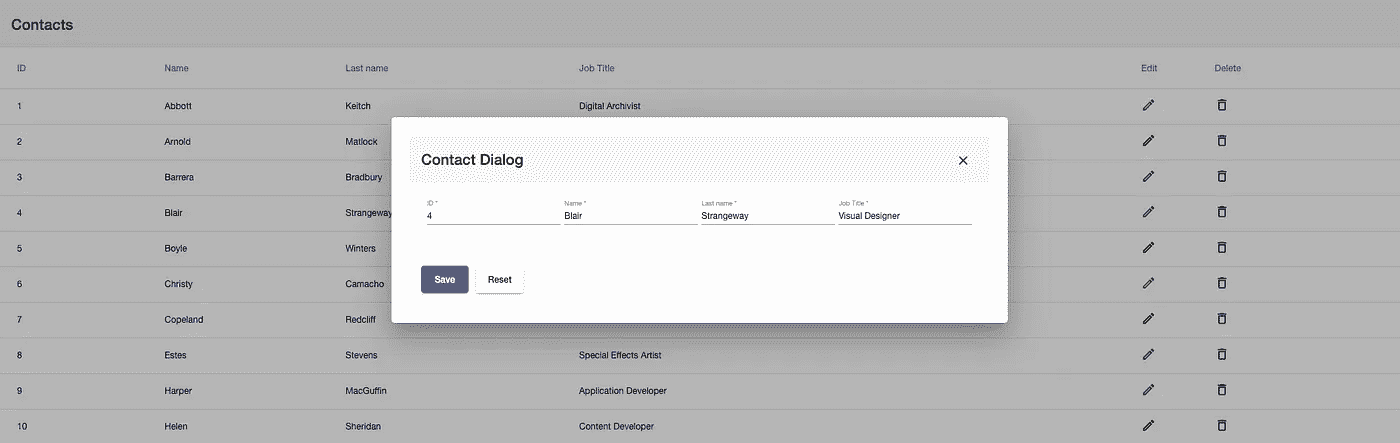 Contacts
ID Name Last name Job Title Edit Delete
1 Abbott Keitch Digital Archivist
2 Arnold Matlock
3 Barrera Bradbury
4 Blair Strangeway
5 Boyle Winters
6 Christy Camacho
7 Copeland Redcliff
8 Estes Stevens Special Effects Artist
9 Harper MacGuffin Application Developer
10 Helen Sheridan Content Developer
Contact Dialog
ID * Name * Last name * Job Title *
4 Blair Strangeway Visual Designer
Save Reset